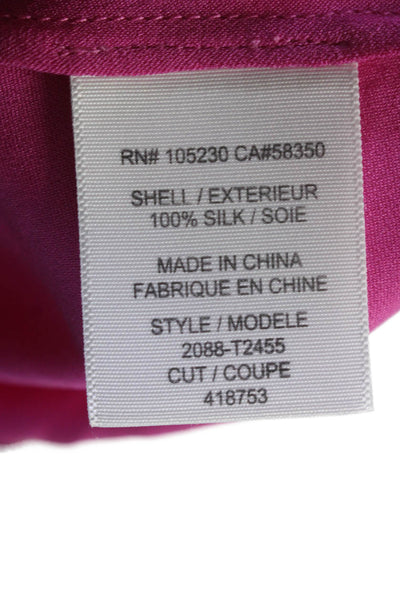 RN# 105230 CA#58350
SHELL / EXTERIEUR
100% SILK / SOIE
MADE IN CHINA
FABRIQUE EN CHINE
STYLE / MODELE
2088-T2455
CUT / COUPE
418753